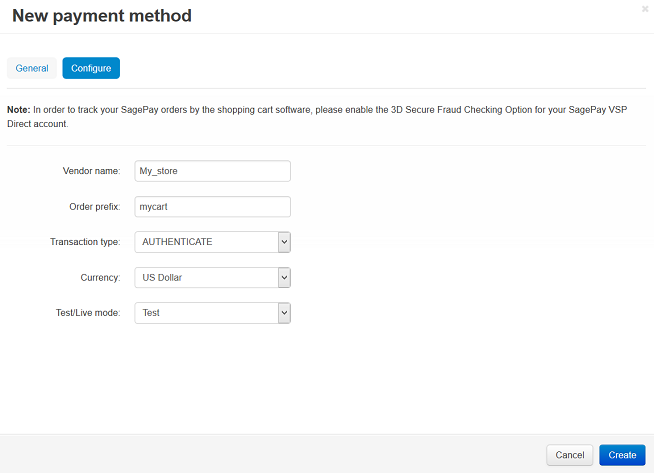 New payment method
General
Configure
Note: In order to track your SagePay orders by the shopping cart software, please enable the 3D Secure Fraud Checking Option for your SagePay VSP
Direct account.
Vendor name: My_store
Order prefix: mycart
Transaction type: AUTHENTICATE
Currency: US Dollar
Test/Live mode: Test
Cancel
Create